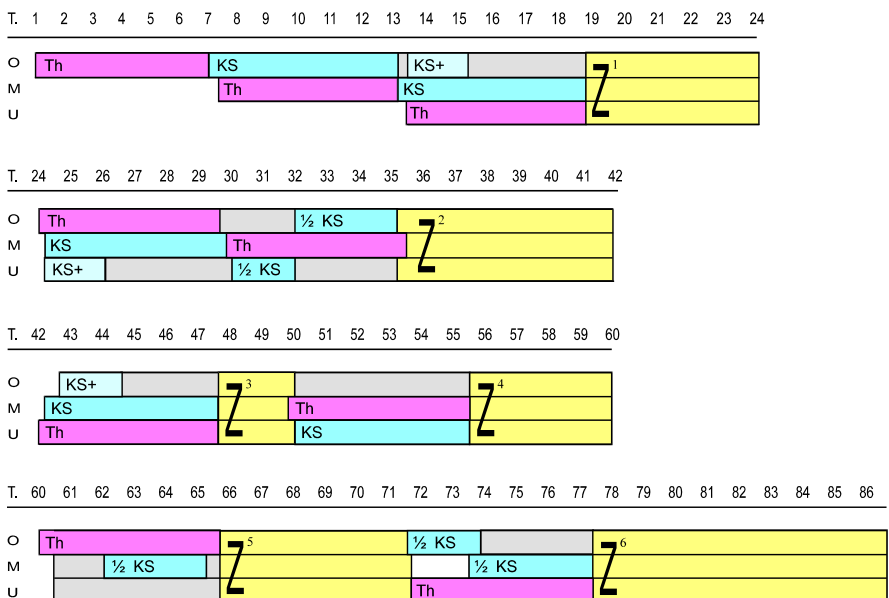 T. 1 2 3 4 5 6 7 8 9 10 11 12 13 14 15 16 17 18 19 20 21 22 23 24
O Th KS KS+ Z 1
M Th KS
U Th
T. 24 25 26 27 28 29 30 31 32 33 34 35 36 37 38 39 40 41 42
O Th ½ KS Z 2
M KS Th
U KS+ ½ KS
T. 42 43 44 45 46 47 48 49 50 51 52 53 54 55 56 57 58 59 60
O KS+ Z 3 Z 4
M KS Th
U Th KS
T. 60 61 62 63 64 65 66 67 68 69 70 71 72 73 74 75 76 77 78 79 80 81 82 83 84 85 86
O Th Z 5 ½ KS Z 6
M ½ KS ½ KS
U Th